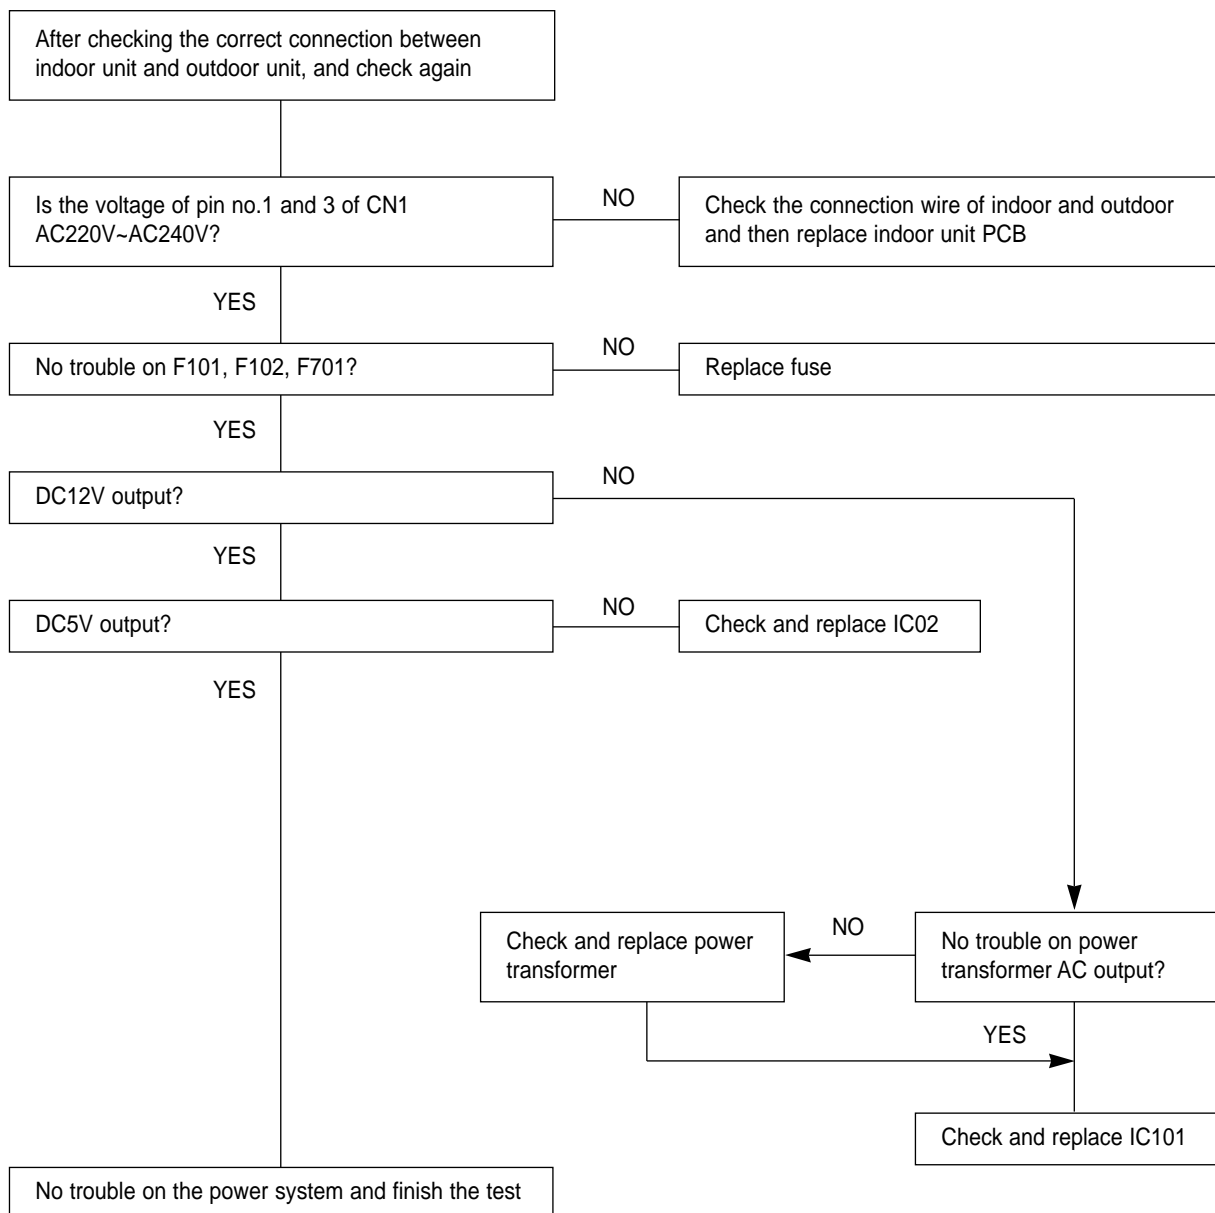 After checking the correct connection between
indoor unit and outdoor unit, and check again
Is the voltage of pin no.1 and 3 of CN1
AC220V~AC240V?
NO
Check the connection wire of indoor and outdoor
and then replace indoor unit PCB
YES
No trouble on F101, F102, F701?
NO
Replace fuse
YES
DC12V output?
NO
YES
DC5V output?
NO
Check and replace IC02
YES
Check and replace power
transformer
NO
No trouble on power
transformer AC output?
YES
Check and replace IC101
No trouble on the power system and finish the test